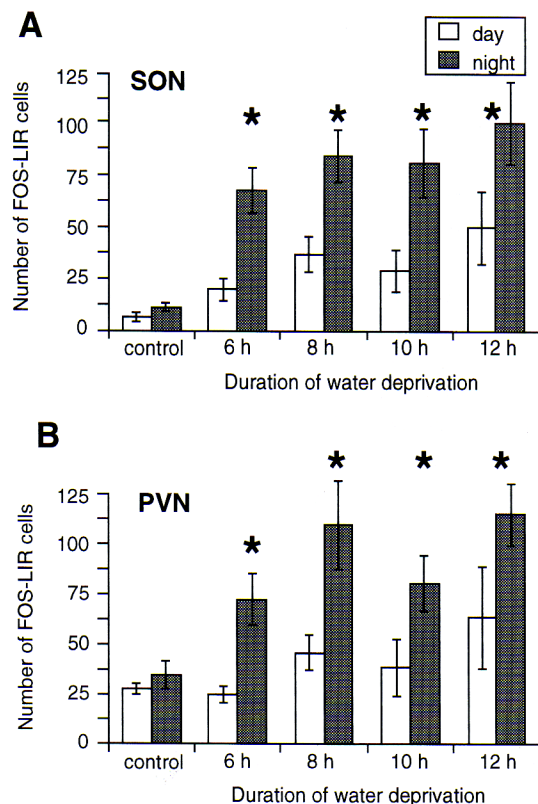 A
day
night
SON
Number of FOS-LIR cells
125
100
75
50
25
0
* * * *
control 6 h 8 h 10 h 12 h
Duration of water deprivation
B
PVN
Number of FOS-LIR cells
125
100
75
50
25
0
* * * *
control 6 h 8 h 10 h 12 h
Duration of water deprivation